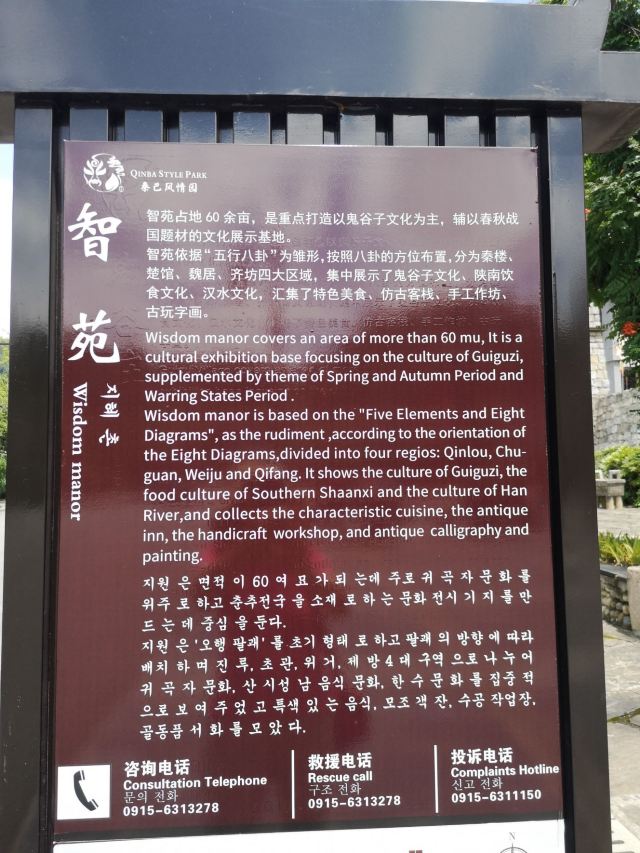 QINBA STYLE PARK
秦巴风情园
智苑
지혜 촌
Wisdom manor
智苑占地 60 余亩，是重点打造以鬼谷子文化为主，辅以春秋战
国题材的文化展示基地。
智苑依据“五行八卦”为雏形,按照八卦的方位布置,分为秦楼、
楚馆、魏居、齐坊四大区域，集中展示了鬼谷子文化、陕南饮
食文化、汉水文化，汇集了特色美食、仿古客栈、手工作坊、
古玩字画。
Wisdom manor covers an area of more than 60 mu, It is a
cultural exhibition base focusing on the culture of Guiguzi,
supplemented by theme of Spring and Autumn Period and
Warring States Period .
Wisdom manor is based on the "Five Elements and Eight
Diagrams", as the rudiment ,according to the orientation of
the Eight Diagrams,divided into four regios: Qinlou, Chu-
guan, Weiju and Qifang. It shows the culture of Guiguzi, the
food culture of Southern Shaanxi and the culture of Han
River,and collects the characteristic cuisine, the antique
inn, the handicraft workshop, and antique calligraphy and
painting.
지원 은 면적 이 60 여 묘 가 되 는데 주로 귀 곡 자 문 화 를
위주 로 하고 춘추전국 을 소재 로 하 는 문화 전시 기 지 를 만
드 는 데 중심 을 둔다.
지원 은 '오행 팔괘' 를 초기 형태 로 하고 팔괘 의 방향 에 따라
배치 하 며 진 루, 초 관, 위 거, 제 방 4 대 구역 으로 나 누 어
귀 곡 자 문화, 산 시성 남 음식 문화, 한 수 문 화 를 집중 적
으로 보 여 주었 고 특색 있 는 음식, 모조 객 잔, 수공 작업장,
골동품 서 화 를 모 았 다.
咨询电话
Consultation Telephone
문의 전화
0915-6313278
救援电话
Rescue call
구조 전화
0915-6313278
投诉电话
Complaints Hotline
신고 전화
0915-6311150
N